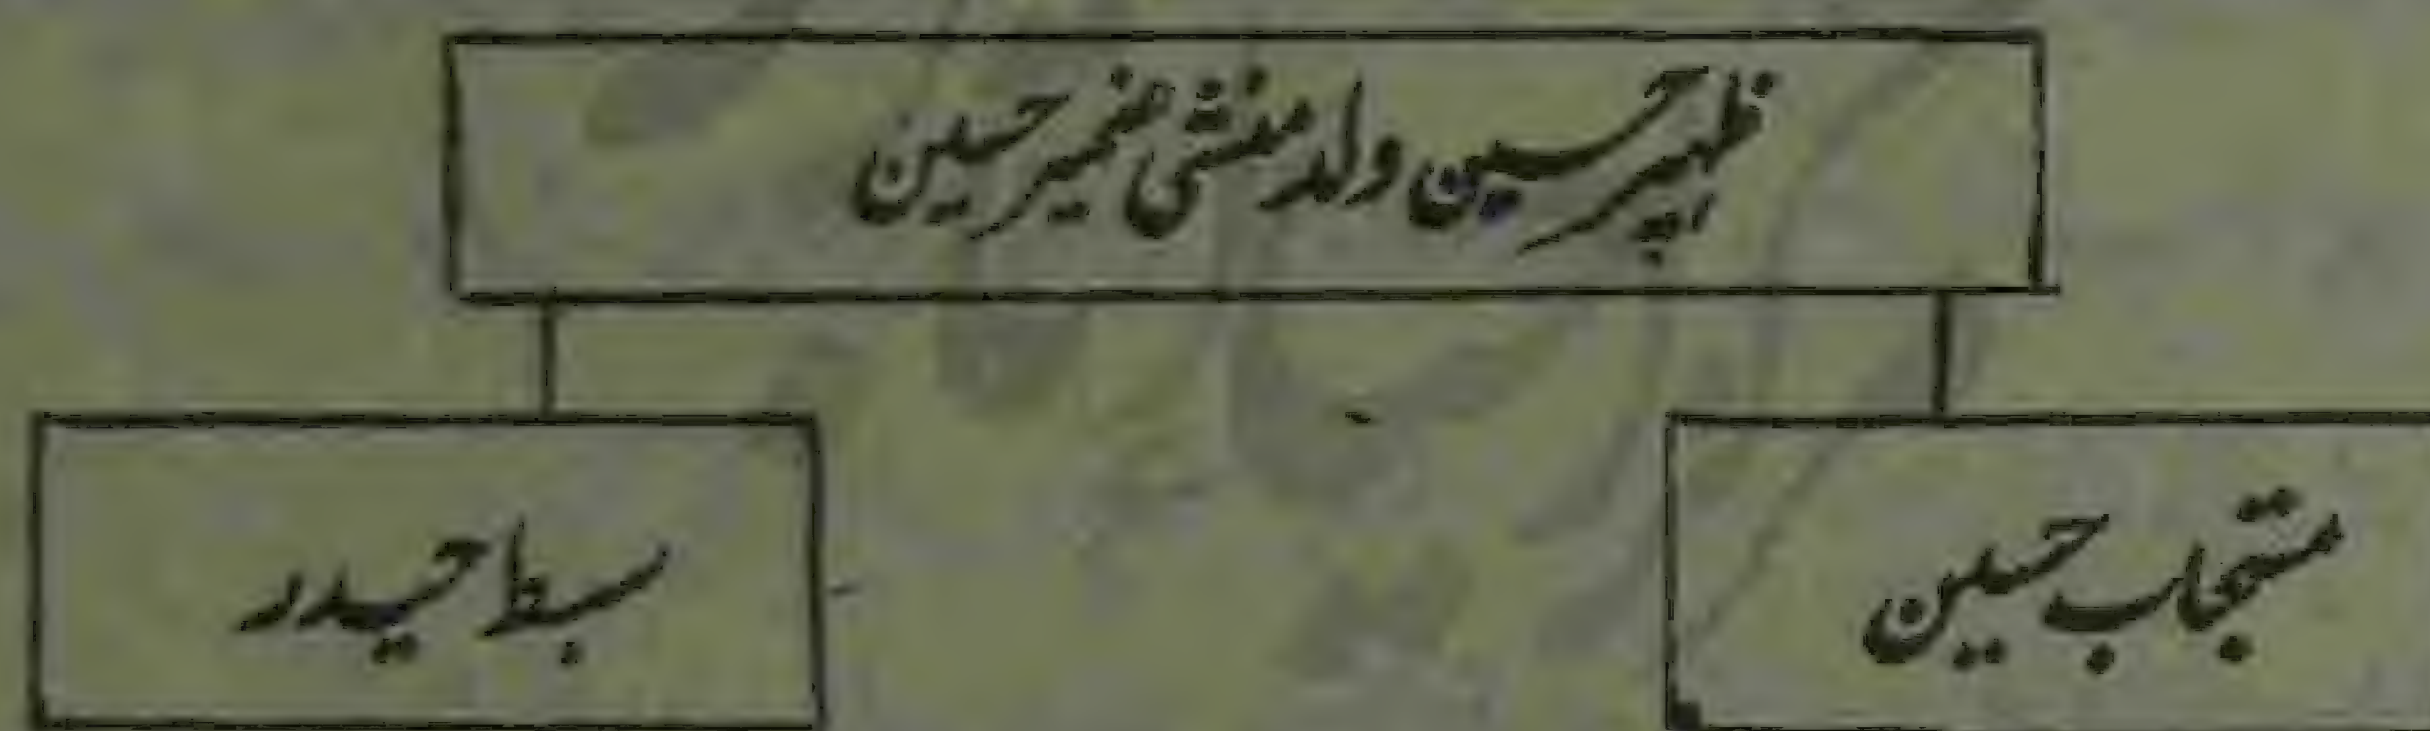 ظہیر حسین ولد منشی ضمیر حسین
مستجاب حسین
سبط حیدر